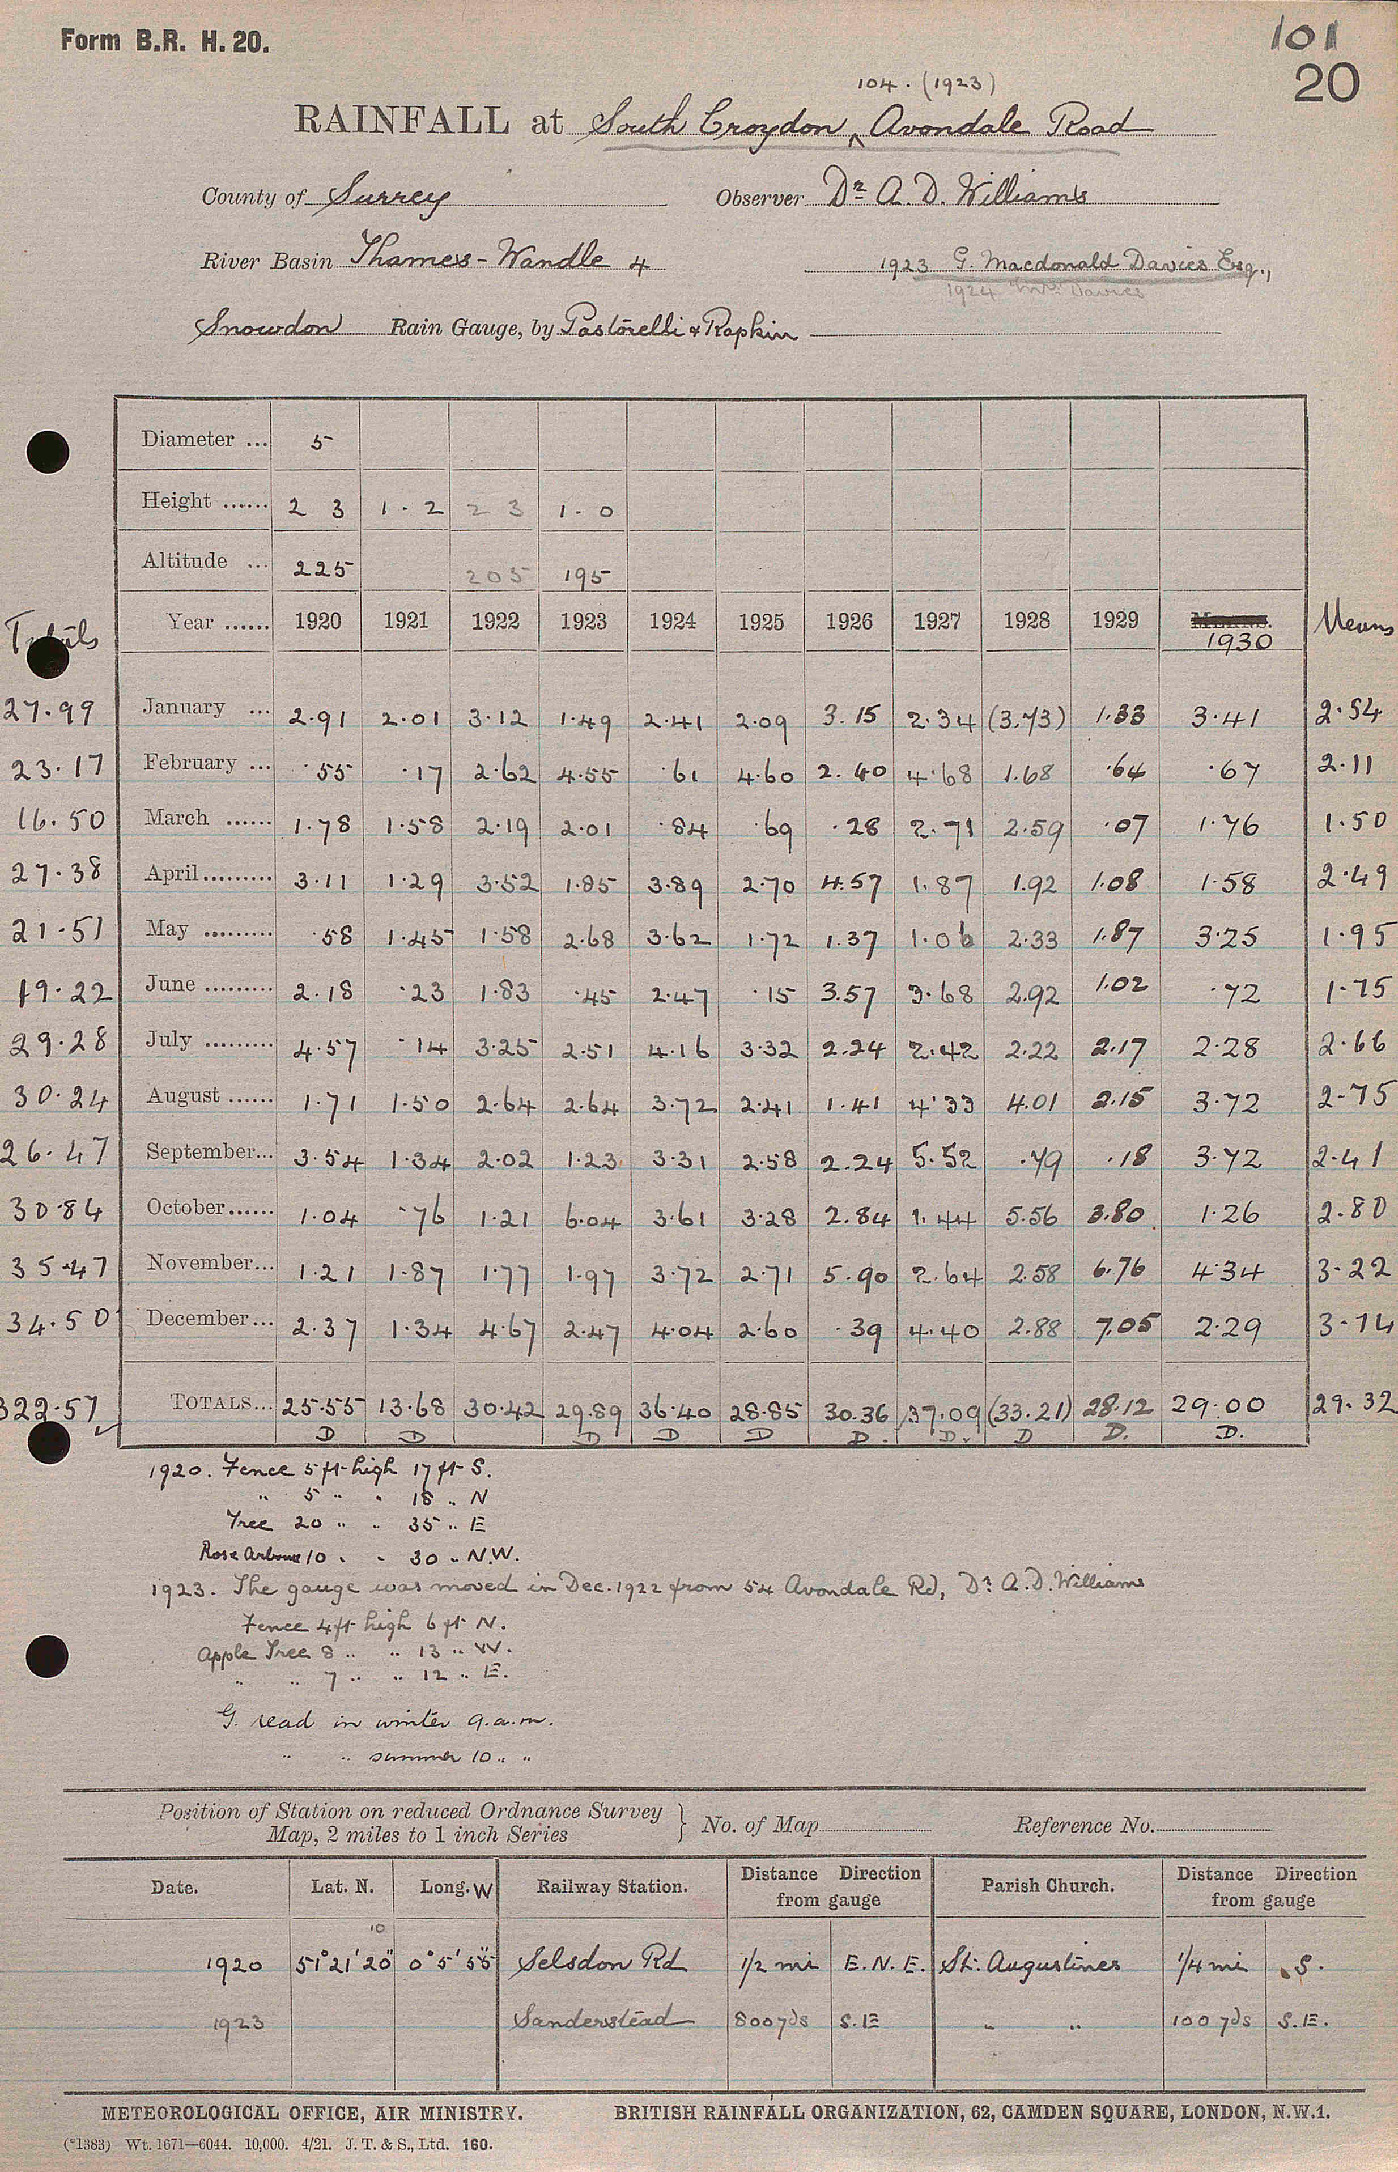 Form B.R. H. 20.
101
20
104. (1923)
RAINFALL at South Croydon ^ Avondale Road
County of Surrey Observer Dr A. D. Williams
River Basin Thames - Wandle 4 1923 G. Macdonald Davies Esq.,
1924 Mrs Davies
Snowdon Rain Gauge, by Pastorelli & Rapkin
Diameter ... 5
Height ...... 2 3 1 - 2 2 3 1 - 0
Altitude ... 225 205 195
Totals Year ...... 1920 1921 1922 1923 1924 1925 1926 1927 1928 1929 1930 Means
27.99 January ... 2.91 2.01 3.12 1.49 2.41 2.09 3.15 2.34 (3.73) 1.33 3.41 2.54
23.17 February ... .55 .17 2.62 4.55 .61 4.60 2.40 4.68 1.68 .64 .67 2.11
16.50 March ...... 1.78 1.58 2.19 2.01 .84 .69 .28 2.71 2.59 .07 1.76 1.50
27.38 April ......... 3.11 1.29 3.52 1.85 3.89 2.70 4.57 1.87 1.92 1.08 1.58 2.49
21.51 May ......... .58 1.45 1.58 2.68 3.62 1.72 1.37 1.06 2.33 1.87 3.25 1.95
19.22 June ......... 2.18 .23 1.83 .45 2.47 .15 3.57 3.68 2.92 1.02 .72 1.75
29.28 July ......... 4.57 .14 3.25 2.51 4.16 3.32 2.24 2.42 2.22 2.17 2.28 2.66
30.24 August ...... 1.71 1.50 2.64 2.64 3.72 2.41 1.41 4.33 4.01 2.15 3.72 2.75
26.47 September... 3.54 1.34 2.02 1.23 3.31 2.58 2.24 5.52 .79 .18 3.72 2.41
30.84 October...... 1.04 .76 1.21 6.04 3.61 3.28 2.84 1.44 5.56 3.80 1.26 2.80
35.47 November... 1.21 1.87 1.77 1.97 3.72 2.71 5.90 2.64 2.58 6.76 4.34 3.22
34.50 December... 2.37 1.34 4.67 2.47 4.04 2.60 .39 4.40 2.88 7.05 2.29 3.14
322.57 TOTALS... 25.55 13.68 30.42 29.89 36.40 28.85 30.36 37.09 (33.21) 28.12 29.00 29.32
D D D D D D. D. D D. D.
1920. Fence 5 ft high 17 ft S.
" 5 " " 18 " N
Tree 20 " " 35 " E
Rose Arbour 10 " " 30 " N.W.
1923. The gauge was moved in Dec. 1922 from 54 Avondale Rd, Dr A.D. Williams
Fence 4 ft high 6 ft N.
Apple Tree 8 " " 13 " W.
" " 7 " " 12 " E.
G. read in winter 9 a.m.
" " summer 10 " "
Position of Station on reduced Ordnance Survey
Map, 2 miles to 1 inch Series } No. of Map Reference No.
Date. Lat. N. Long. W Railway Station. Distance Direction from gauge Parish Church. Distance Direction from gauge
10
1920 51° 21' 20" 0° 5' 55" Selsdon Rd 1/2 mi E.N.E. St. Augustines 1/4 mi S.
1923 Sanderstead 800 yds S.E " " 100 yds S.E.
METEOROLOGICAL OFFICE, AIR MINISTRY. BRITISH RAINFALL ORGANIZATION, 62, CAMDEN SQUARE, LONDON, N.W.1.
(*1383) Wt. 1671—6044. 10,000. 4/21. J. T. & S., Ltd. 160.